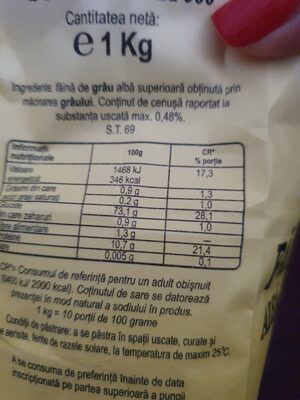 Cantitatea netă:
℮ 1 Kg
Ingrediente: făină de grâu albă superioară obținută prin
măcinarea grâului. Conținut de cenușă raportat la
substanța uscată max. 0,48%.
S.T. 69
Informații nutriționale 100g CR* % porție
Valoare 1468 kJ 17,3
energetică: 346 kcal
Grăsimi din care 0,9 g 1,3
acizi grași saturați 0,2 g 1,0
Glucide 73,1 g 28,1
din care zaharuri 0,9 g 1,0
fibre alimentare 1,3 g
10,7 g 21,4
0,005 g 0,1
CR*= Consumul de referință pentru un adult obișnuit
(8400 kJ/ 2000 kcal). Conținutul de sare se datorează
prezenței în mod natural a sodiului în produs.
1 kg = 10 porții de 100 grame
Condiții de păstrare: a se păstra în spații uscate, curate și
aerisite, ferite de razele solare, la temperatura de maxim 25°C.
A se consuma de preferință înainte de data
inscripționată pe partea superioară a pungii